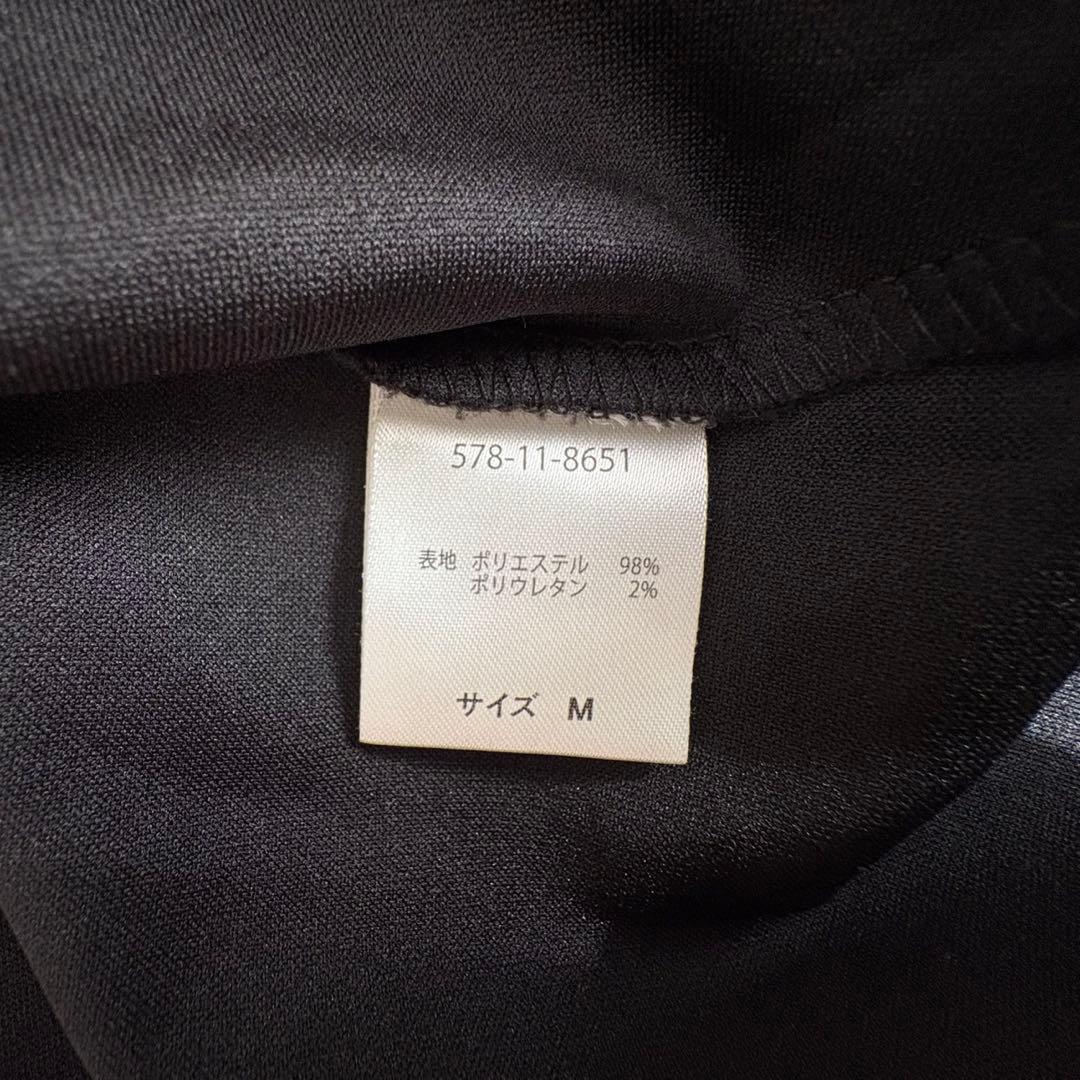 578-11-8651
表地 ポリエステル 98%
ポリウレタン 2%
サイズ M